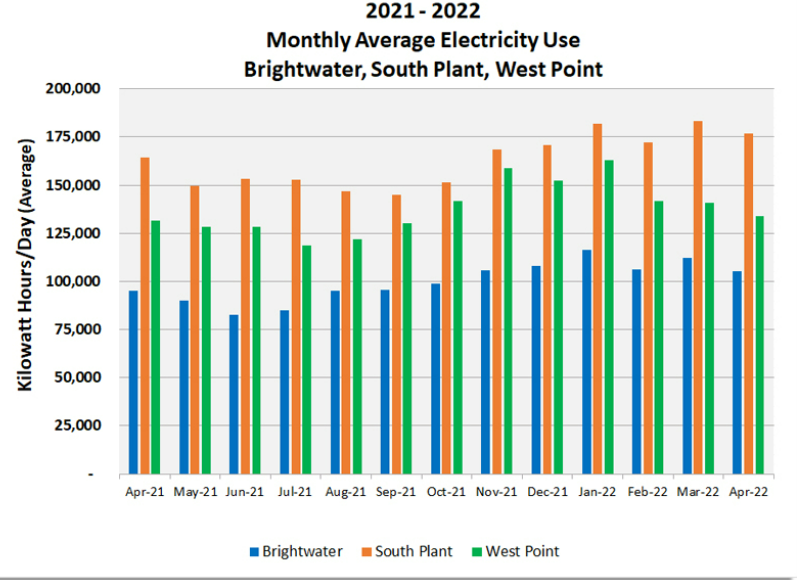 2021 - 2022
Monthly Average Electricity Use
Brightwater, South Plant, West Point
Kilowatt Hours/Day (Average)
200,000
175,000
150,000
125,000
100,000
75,000
50,000
25,000
-
Apr-21 May-21 Jun-21 Jul-21 Aug-21 Sep-21 Oct-21 Nov-21 Dec-21 Jan-22 Feb-22 Mar-22 Apr-22
Brightwater South Plant West Point